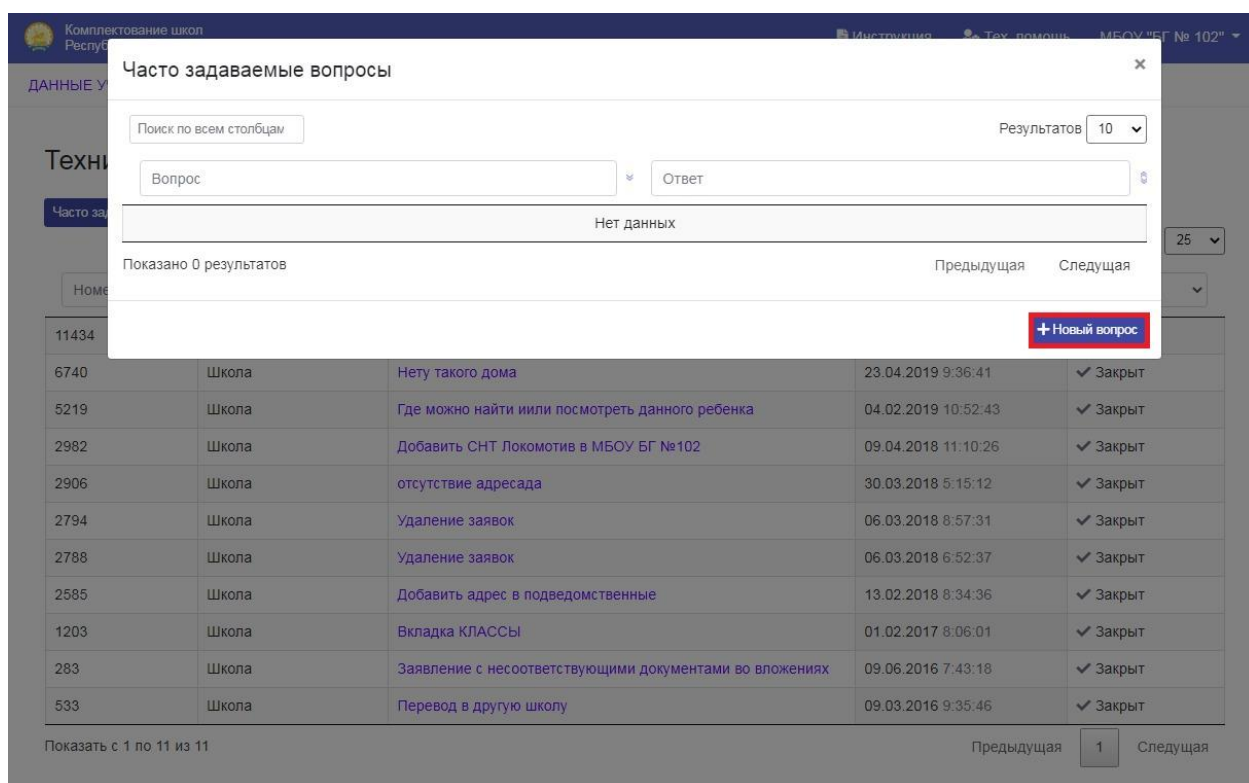 Комплектование школ
Инструкция Тех. помощь МБОУ "БГ № 102"
Часто задаваемые вопросы ×
ДАННЫЕ
Поиск по всем столбцам Результатов 10
Вопрос Ответ
Часто
Нет данных
25
Показано 0 результатов Предыдущая Следущая
+ Новый вопрос
11434
6740 Школа Нету такого дома 23.04.2019 9:36:41 Закрыт
5219 Школа Где можно найти иили посмотреть данного ребенка 04.02.2019 10:52:43 Закрыт
2982 Школа Добавить СНТ Локомотив в МБОУ БГ №102 09.04.2018 11:10:26 Закрыт
2906 Школа отсутствие адресада 30.03.2018 5:15:12 Закрыт
2794 Школа Удаление заявок 06.03.2018 8:57:31 Закрыт
2788 Школа Удаление заявок 06.03.2018 6:52:37 Закрыт
2585 Школа Добавить адрес в подведомственные 13.02.2018 8:34:36 Закрыт
1203 Школа Вкладка КЛАССЫ 01.02.2017 8:06:01 Закрыт
283 Школа Заявление с несоответствующими документами во вложениях 09.06.2016 7:43:18 Закрыт
533 Школа Перевод в другую школу 09.03.2016 9:35:46 Закрыт
Показать с 1 по 11 из 11 Предыдущая 1 Следущая